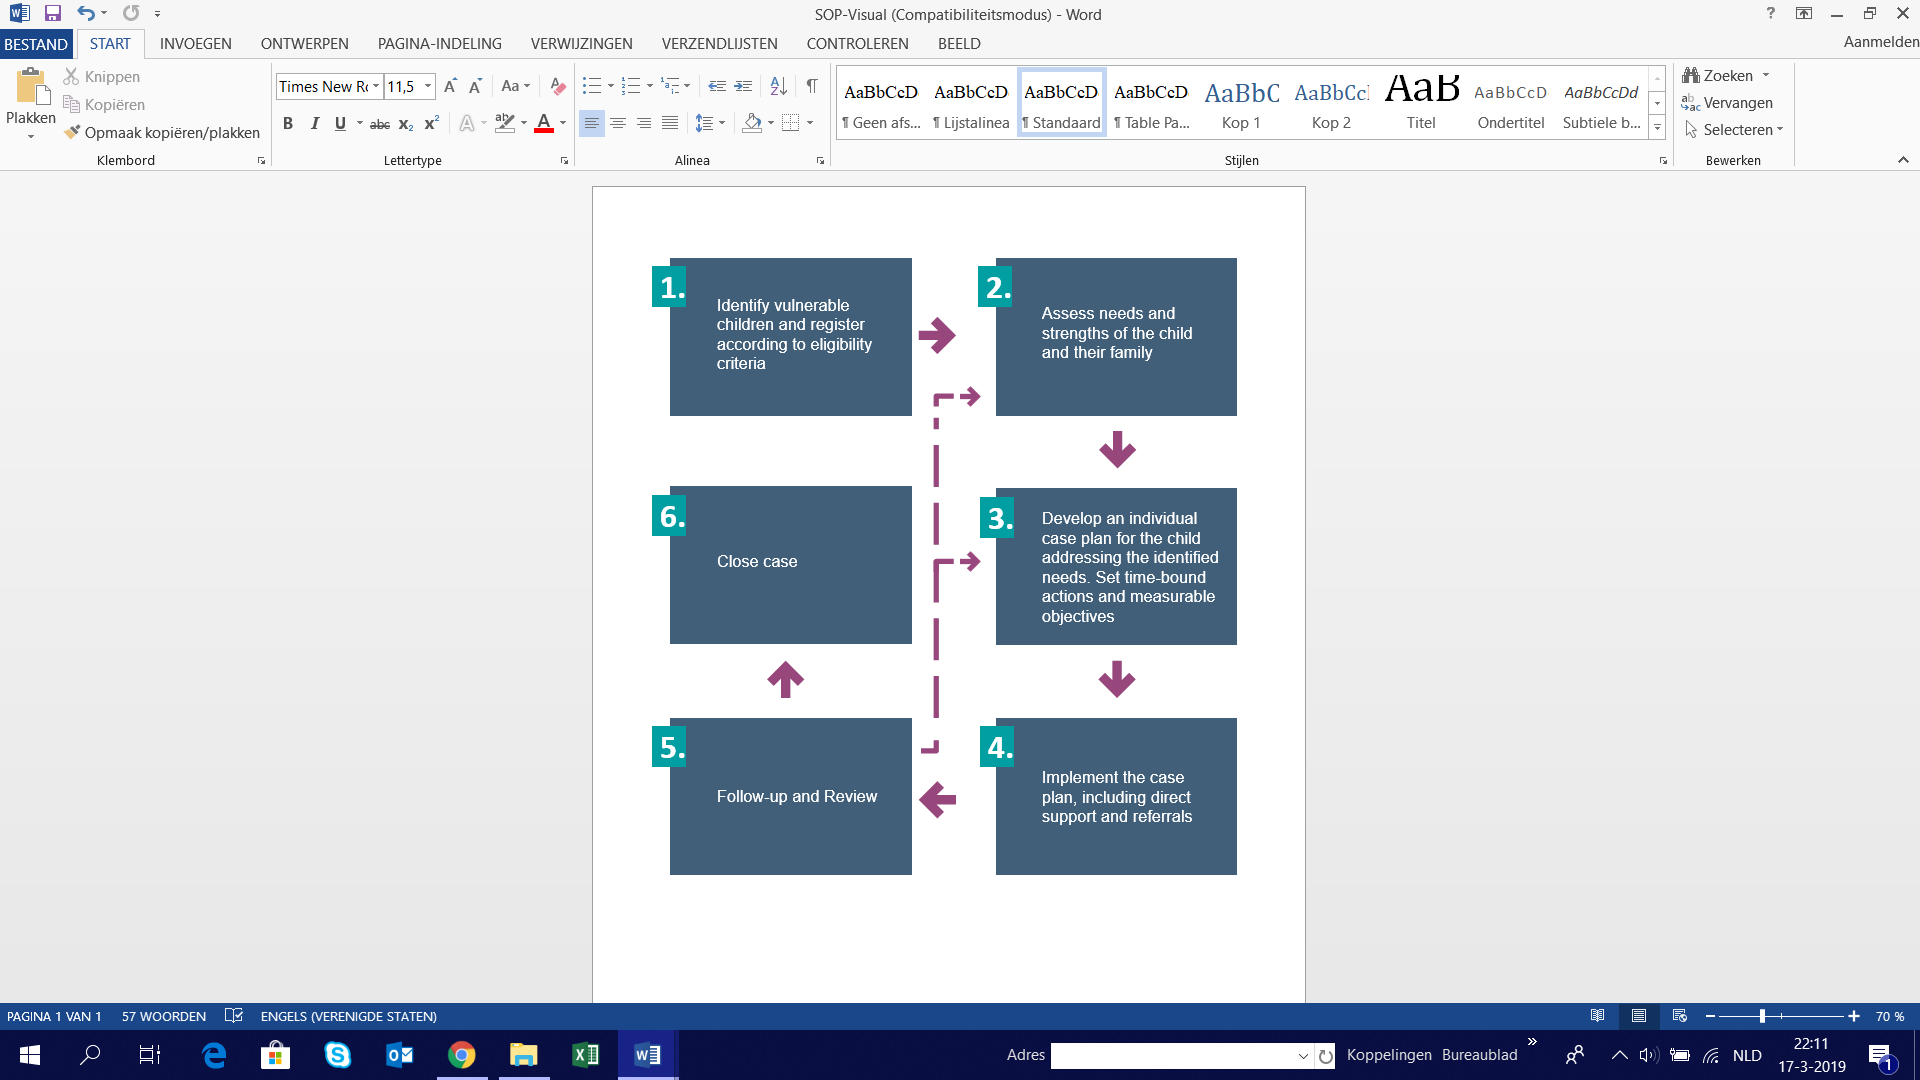 SOP-Visual (Compatibiliteitsmodus) - Word
BESTAND START INVOEGEN ONTWERPEN PAGINA-INDELING VERWIJZINGEN VERZENDLIJSTEN CONTROLEREN BEELD Aanmelden
Plakken
Knippen
Kopiëren
Opmaak kopiëren/plakken
Klembord
Times New Rc 11,5
Lettertype
Alinea
AaBbCcD AaBbCcD AaBbCcD AaBbCcD AaBbC AaBbCc AaB AaBbCcD AaBbCcDd
¶ Geen afs... ¶ Lijstalinea ¶ Standaard ¶ Table Pa... Kop 1 Kop 2 Titel Ondertitel Subtiele b...
Stijlen
Zoeken
Vervangen
Selecteren
Bewerken
1.
Identify vulnerable
children and register
according to eligibility
criteria
2.
Assess needs and
strengths of the child
and their family
3.
Develop an individual
case plan for the child
addressing the identified
needs. Set time-bound
actions and measurable
objectives
4.
Implement the case
plan, including direct
support and referrals
5.
Follow-up and Review
6.
Close case
PAGINA 1 VAN 1 57 WOORDEN ENGELS (VERENIGDE STATEN) 70 %
Adres Koppelingen Bureaublad » NLD
22:11
17-3-2019
1